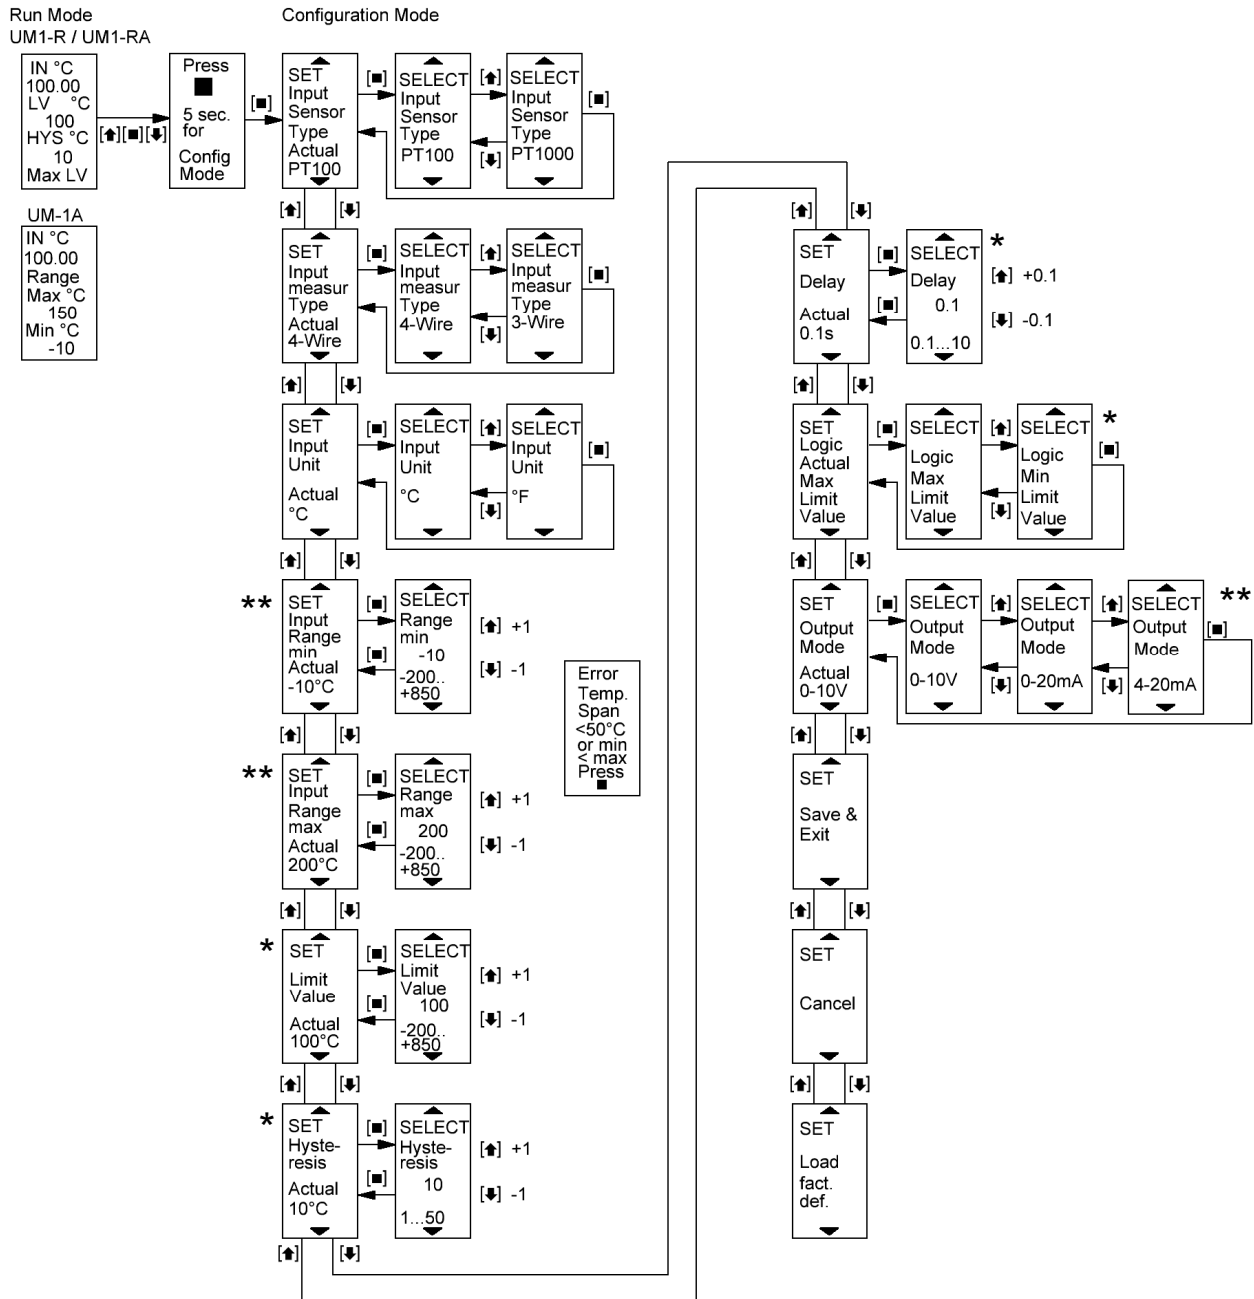 Run Mode
UM1-R / UM1-RA
Configuration Mode
IN °C
100.00
LV °C
100
HYS °C
10
Max LV
[⬆][■][⬇]
Press
■
5 sec.
for
Config
Mode
[■]
SET
Input
Sensor
Type
Actual
PT100
[■]
SELECT
Input
Sensor
Type
PT100
[⬆]
[⬇]
SELECT
Input
Sensor
Type
PT1000
[■]
[⬆] [⬇]
UM-1A
IN °C
100.00
Range
Max °C
150
Min °C
-10
SET
Input
measur
Type
Actual
4-Wire
[■]
SELECT
Input
measur
Type
4-Wire
[⬆]
[⬇]
SELECT
Input
measur
Type
3-Wire
[■]
[⬆] [⬇]
SET
Input
Unit
Actual
°C
[■]
SELECT
Input
Unit
°C
[⬆]
[⬇]
SELECT
Input
Unit
°F
[■]
[⬆] [⬇]
**
SET
Input
Range
min
Actual
-10°C
[■]
[■]
SELECT
Range
min
-10
-200..
+850
[⬆] +1
[⬇] -1
[⬆] [⬇]
Error
Temp.
Span
<50°C
or min
< max
Press
■
**
SET
Input
Range
max
Actual
200°C
[■]
[■]
SELECT
Range
max
200
-200..
+850
[⬆] +1
[⬇] -1
[⬆] [⬇]
*
SET
Limit
Value
Actual
100°C
[■]
[■]
SELECT
Limit
Value
100
-200..
+850
[⬆] +1
[⬇] -1
[⬆] [⬇]
*
SET
Hyste-
resis
Actual
10°C
[■]
[■]
SELECT
Hyste-
resis
10
1...50
[⬆] +1
[⬇] -1
[⬆] [⬇]
[⬆] [⬇]
SET
Delay
Actual
0.1s
[■]
[■]
SELECT
Delay
0.1
0.1...10
*
[⬆] +0.1
[⬇] -0.1
[⬆] [⬇]
SET
Logic
Actual
Max
Limit
Value
[■]
SELECT
Logic
Max
Limit
Value
[⬆]
[⬇]
SELECT
Logic
Min
Limit
Value
*
[■]
[⬆] [⬇]
SET
Output
Mode
Actual
0-10V
[■]
SELECT
Output
Mode
0-10V
[⬆]
[⬇]
SELECT
Output
Mode
0-20mA
[⬆]
[⬇]
SELECT
Output
Mode
4-20mA
**
[■]
[⬆] [⬇]
SET
Save &
Exit
[⬆] [⬇]
SET
Cancel
[⬆] [⬇]
SET
Load
fact.
def.